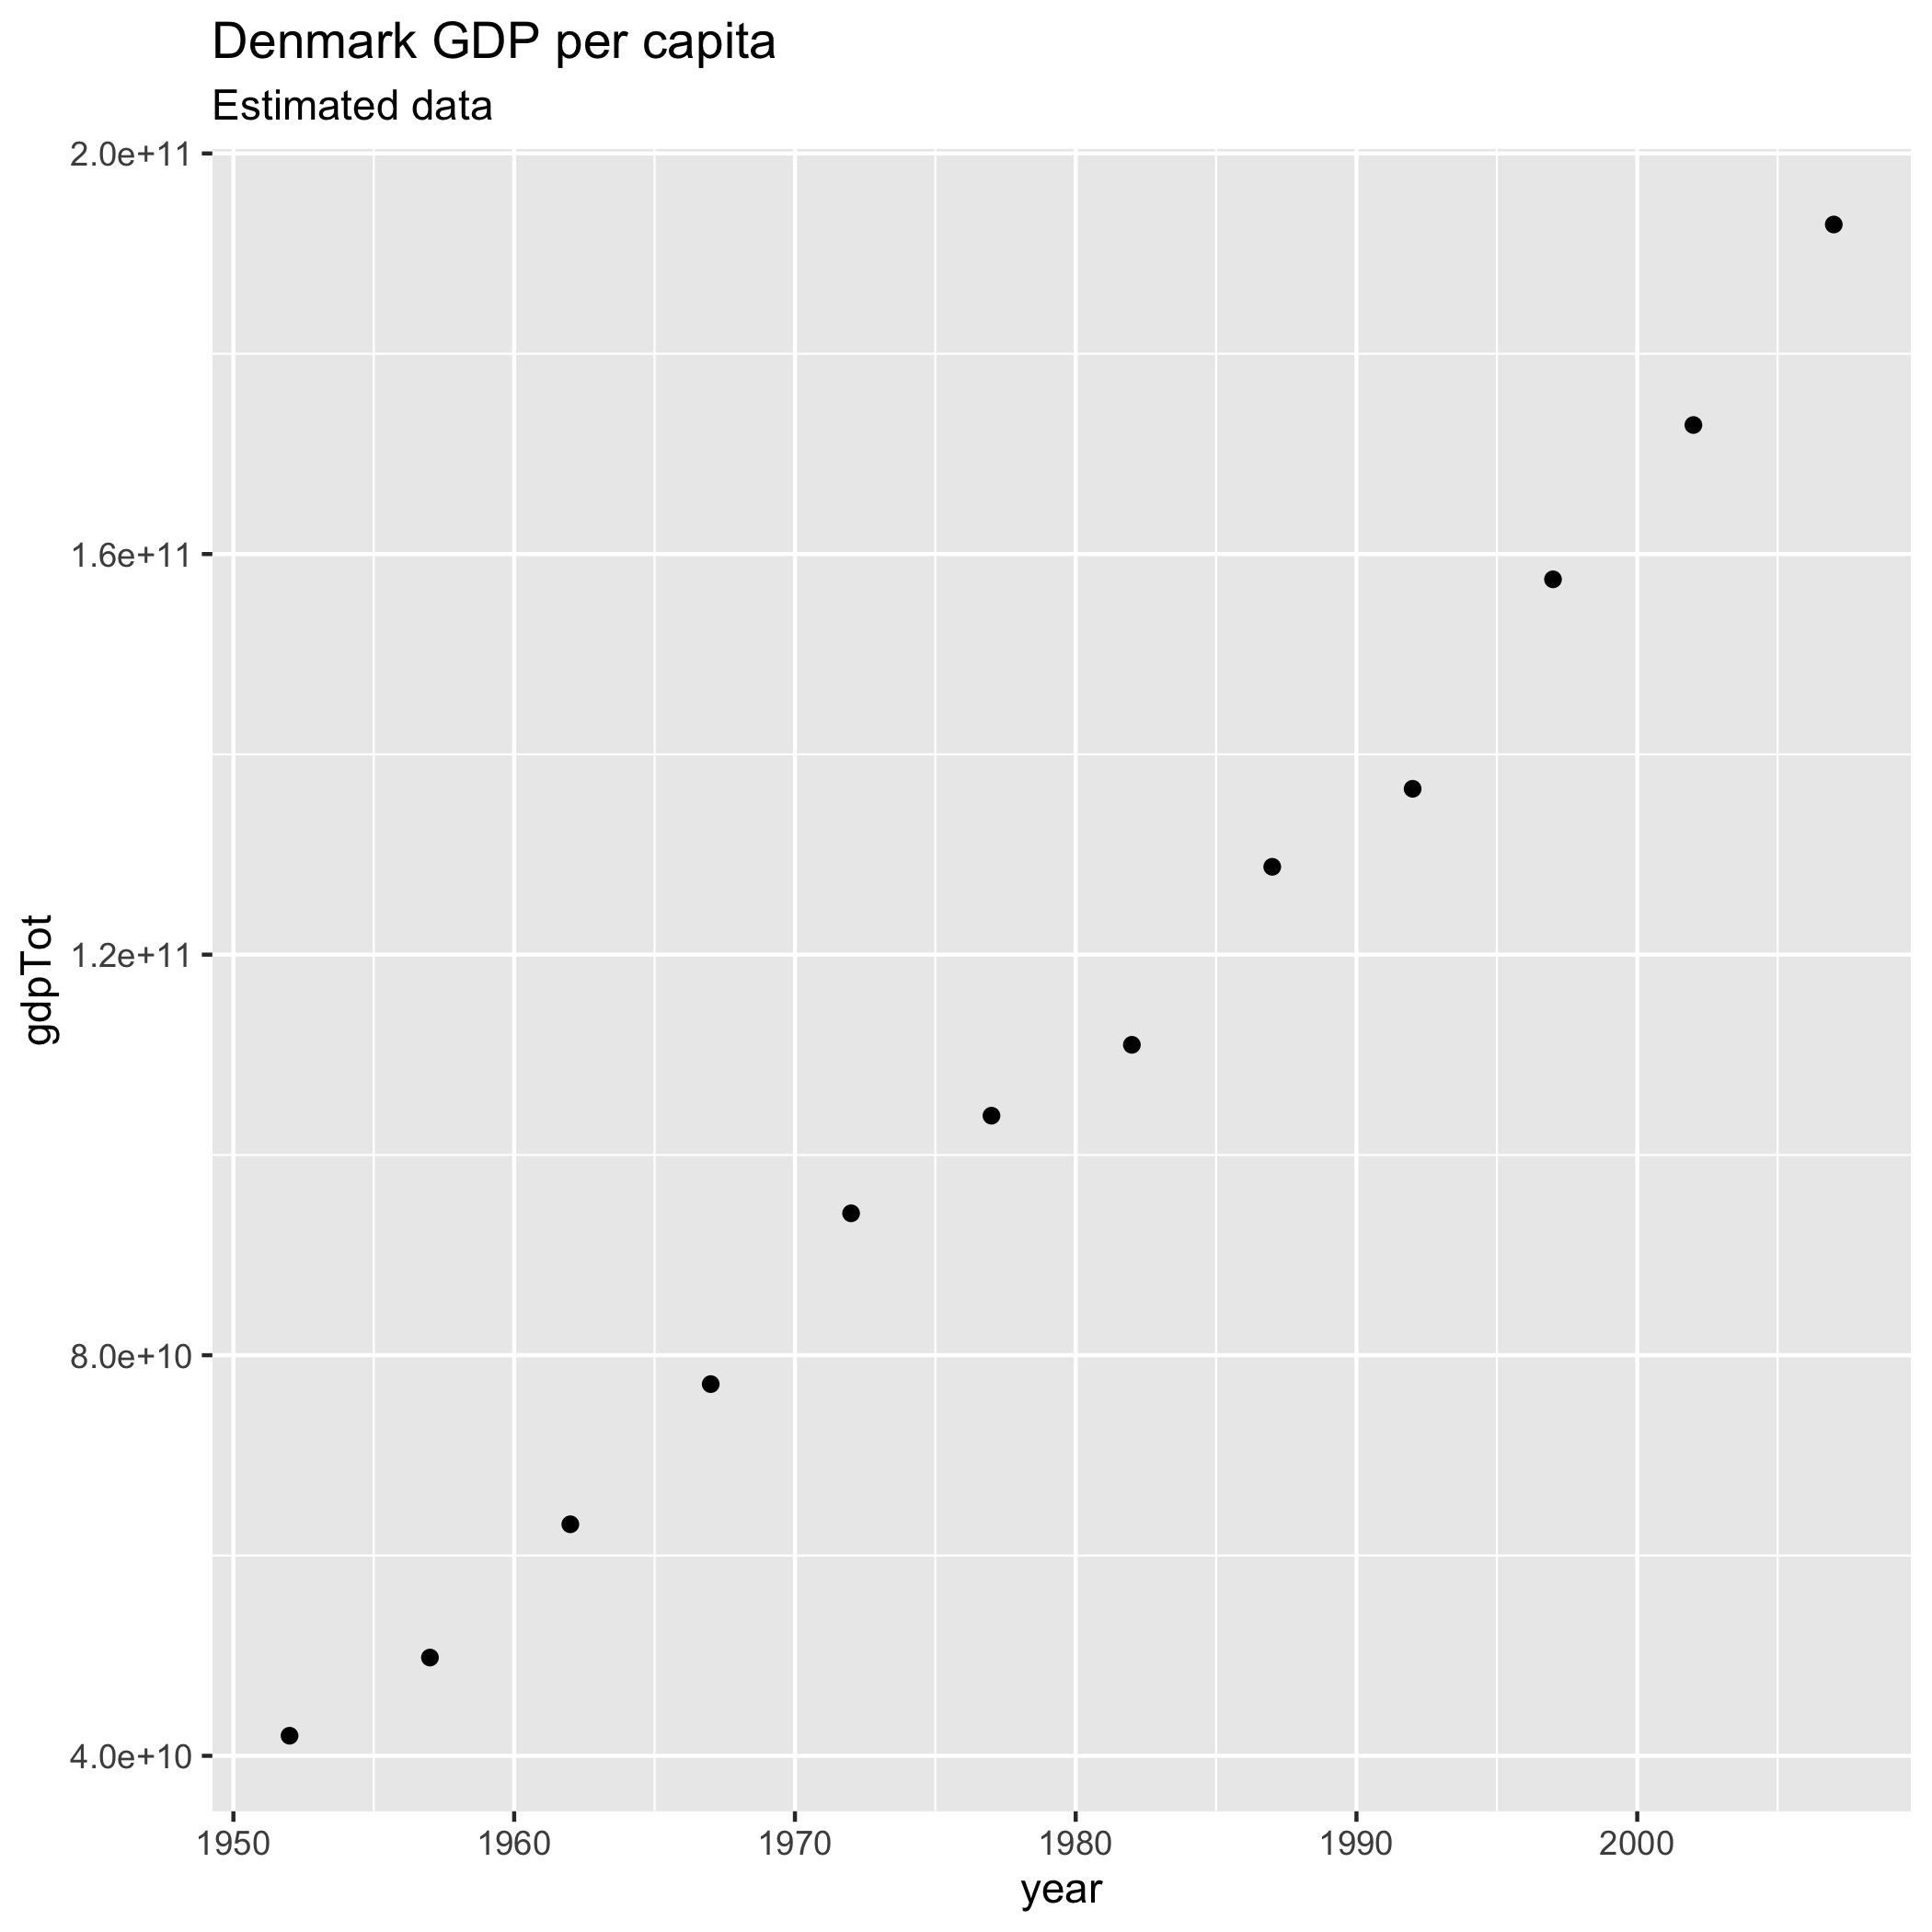 Denmark GDP per capita
Estimated data
2.0e+11
1.6e+11
1.2e+11
8.0e+10
4.0e+10
gdpTot
1950 1960 1970 1980 1990 2000
year